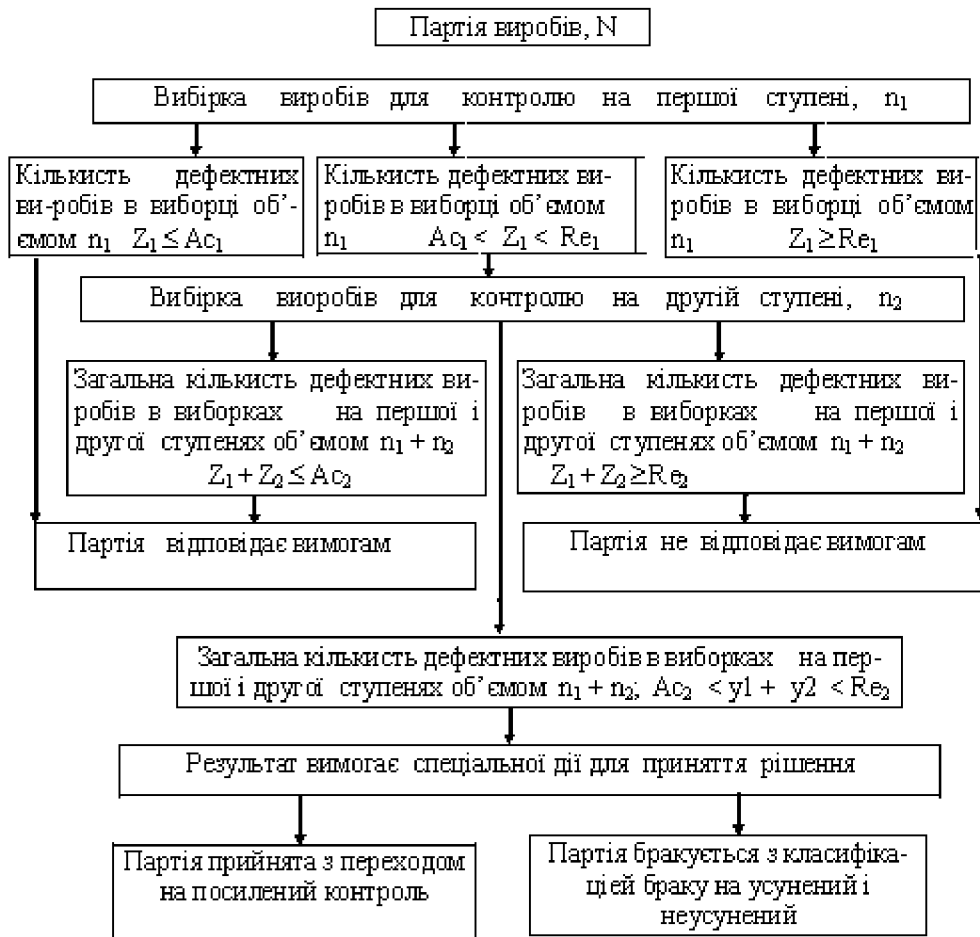 Партія виробів, N
Вибірка виробів для контролю на першої ступені, n₁
Кількисть дефектних
ви-робів в виборці об’-
ємом n₁ Z₁ ≤ Ac₁
Кількисть дефектних ви-
робів в виборці об’ємом
n₁ Ac₁ < Z₁ < Re₁
Кількисть дефектних ви-
робів в виборці об’ємом
n₁ Z₁ ≥ Re₁
Вибірка виоробів для контролю на другій ступені, n₂
Загальна кількисть дефектних ви-
робів в виборках на першої і
другої ступенях об’ємом n₁ + n₂
Z₁ + Z₂ ≤ Ac₂
Загальна кількисть дефектних ви-
робів в виборках на першої і
другої ступенях об’ємом n₁ + n₂
Z₁ + Z₂ ≥ Re₂
Партія відповідає вимогам
Партія не відповідає вимогам
Загальна кількисть дефектних виробів в виборках на пер-
шої і другої ступенях об’ємом n₁ + n₂; Ac₂ < y1 + y2 < Re₂
Результат вимогає спеціальної дії для приняття рішення
Партія прийнята з переходом
на посилений контроль
Партія бракується з класифіка-
цієй браку на усунений і
неусунений